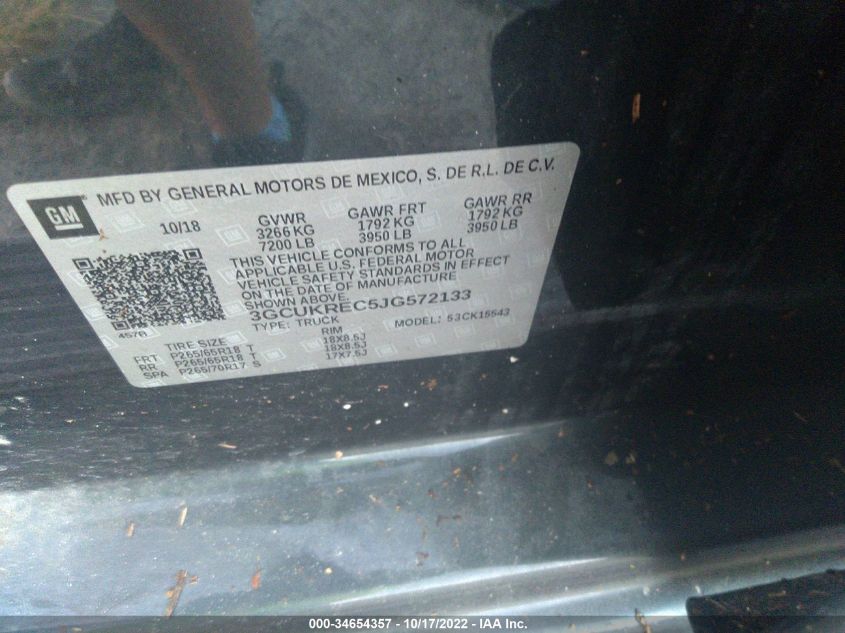 GM
MFD BY GENERAL MOTORS DE MEXICO, S. DE R.L. DE C.V.
10/18
GVWR GAWR FRT GAWR RR
3266 KG 1792 KG 1792 KG
7200 LB 3950 LB 3950 LB
THIS VEHICLE CONFORMS TO ALL
APPLICABLE U.S. FEDERAL MOTOR
VEHICLE SAFETY STANDARDS IN EFFECT
ON THE DATE OF MANUFACTURE
SHOWN ABOVE.
3GCUKREC5JG572133
TYPE: TRUCK MODEL: 53CK15543
TIRE SIZE RIM
FRT P265/65R18 T 18X8.5J
RR P265/65R18 T 18X8.5J
SPA P265/70R17 S 17X7.5J
000-34654357 - 10/17/2022 - IAA Inc.